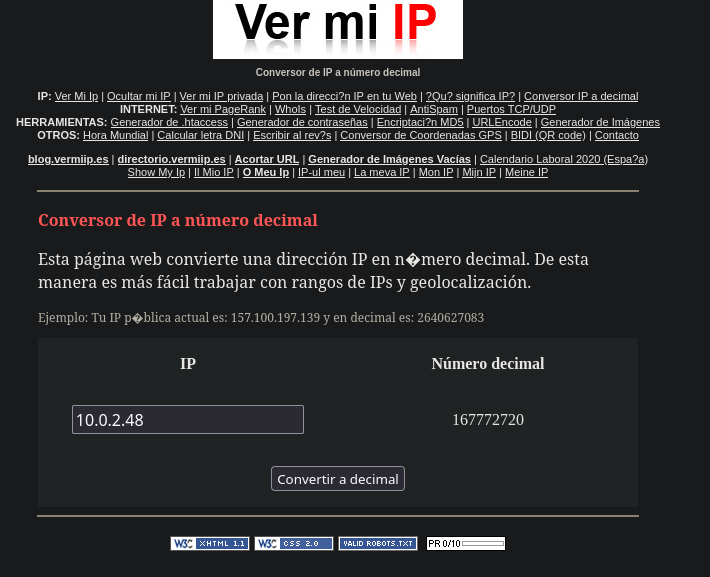 Ver mi IP
Conversor de IP a número decimal
IP: Ver Mi Ip | Ocultar mi IP | Ver mi IP privada | Pon la direcci?n IP en tu Web | ?Qu? significa IP? | Conversor IP a decimal
INTERNET: Ver mi PageRank | WhoIs | Test de Velocidad | AntiSpam | Puertos TCP/UDP
HERRAMIENTAS: Generador de .htaccess | Generador de contraseñas | Encriptaci?n MD5 | URLEncode | Generador de Imágenes
OTROS: Hora Mundial | Calcular letra DNI | Escribir al rev?s | Conversor de Coordenadas GPS | BIDI (QR code) | Contacto
blog.vermiip.es | directorio.vermiip.es | Acortar URL | Generador de Imágenes Vacías | Calendario Laboral 2020 (Espa?a)
Show My Ip | Il Mio IP | O Meu Ip | IP-ul meu | La meva IP | Mon IP | Mijn IP | Meine IP
Conversor de IP a número decimal
Esta página web convierte una dirección IP en n�mero decimal. De esta
manera es más fácil trabajar con rangos de IPs y geolocalización.
Ejemplo: Tu IP p�blica actual es: 157.100.197.139 y en decimal es: 2640627083
IP Número decimal
10.0.2.48 167772720
Convertir a decimal
W3C XHTML 1.1 W3C CSS 2.0 VALID ROBOTS.TXT PR 0/10